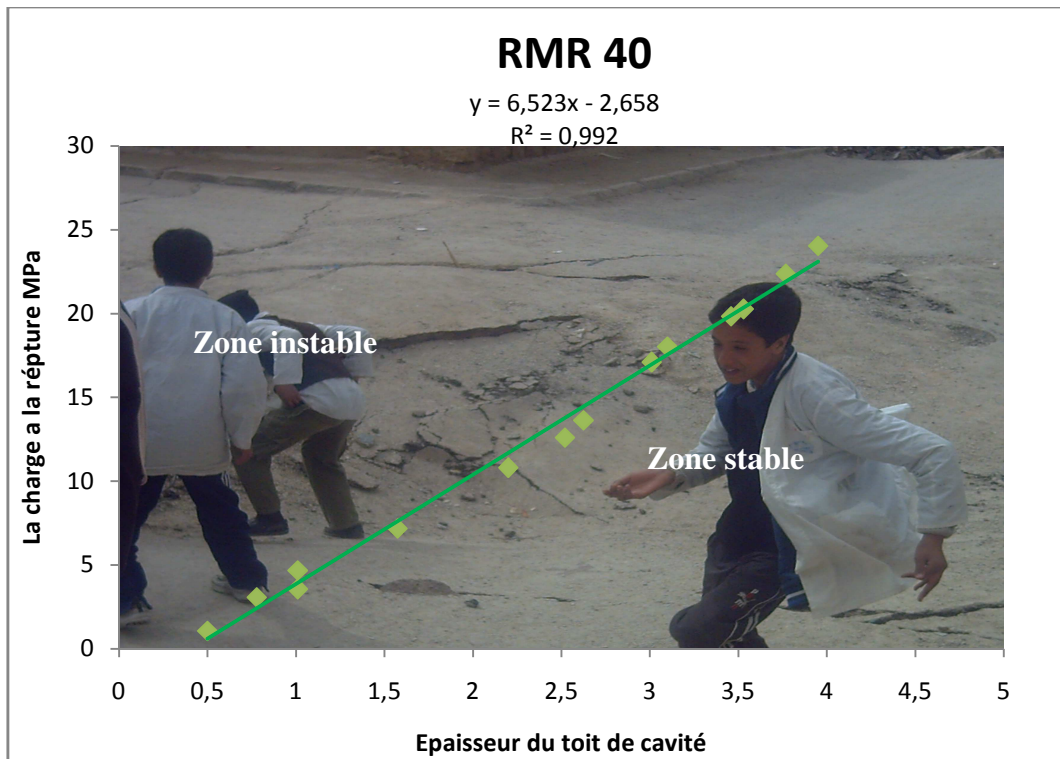 RMR 40
y = 6,523x - 2,658
R² = 0,992
30
25
20
15
10
5
0
La charge a la répture MPa
Zone instable
Zone stable
0 0,5 1 1,5 2 2,5 3 3,5 4 4,5 5
Epaisseur du toit de cavité